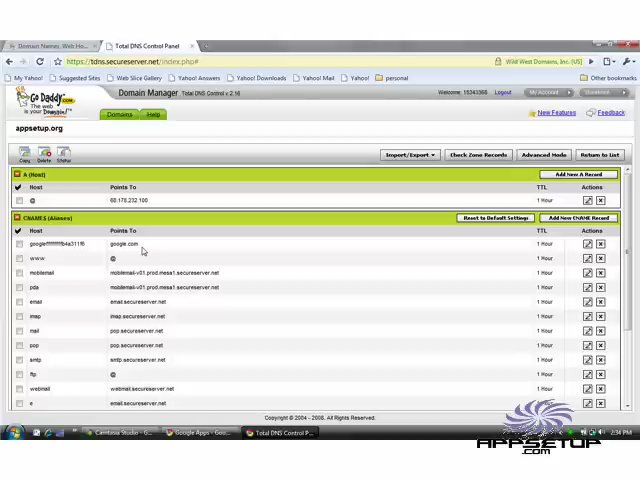 Domain Names, Web Ho...
Total DNS Control Panel
https://tdns.secureserver.net/index.php#
Wild West Domains, Inc. [US]
My Yahoo!
Suggested Sites
Web Slice Gallery
Yahoo! Answers
Yahoo! Downloads
Yahoo! Mail
Yahoo!
personal
Other bookmarks
Go Daddy.com
The web is your Domain!
Domain Manager Total DNS Control v 2.16
Welcome: 15343368
Logout
My Account
Domains
Help
New Features
Feedback
appsetup.org
Copy
Delete
Status
Import/Export
Check Zone Records
Advanced Mode
Return to List
A (Host)
Add New A Record
Host Points To TTL Actions
@ 68.178.232.100 1 Hour
CNAMES (Aliases)
Reset to Default Settings
Add New CNAME Record
Host Points To TTL Actions
google.com 1 Hour
www @ 1 Hour
mobilemail mobilemail-v01.prod.mesa1.secureserver.net 1 Hour
pda mobilemail-v01.prod.mesa1.secureserver.net 1 Hour
email email.secureserver.net 1 Hour
imap imap.secureserver.net 1 Hour
mail pop.secureserver.net 1 Hour
pop pop.secureserver.net 1 Hour
smtp smtp.secureserver.net 1 Hour
ftp @ 1 Hour
webmail webmail.secureserver.net 1 Hour
e email.secureserver.net 1 Hour
Copyright © 2004 - 2008. All Rights Reserved.
Camtasia Studio - G...
Google Apps - Googl...
Total DNS Control P...
2:34 PM
APPSETUP
.com